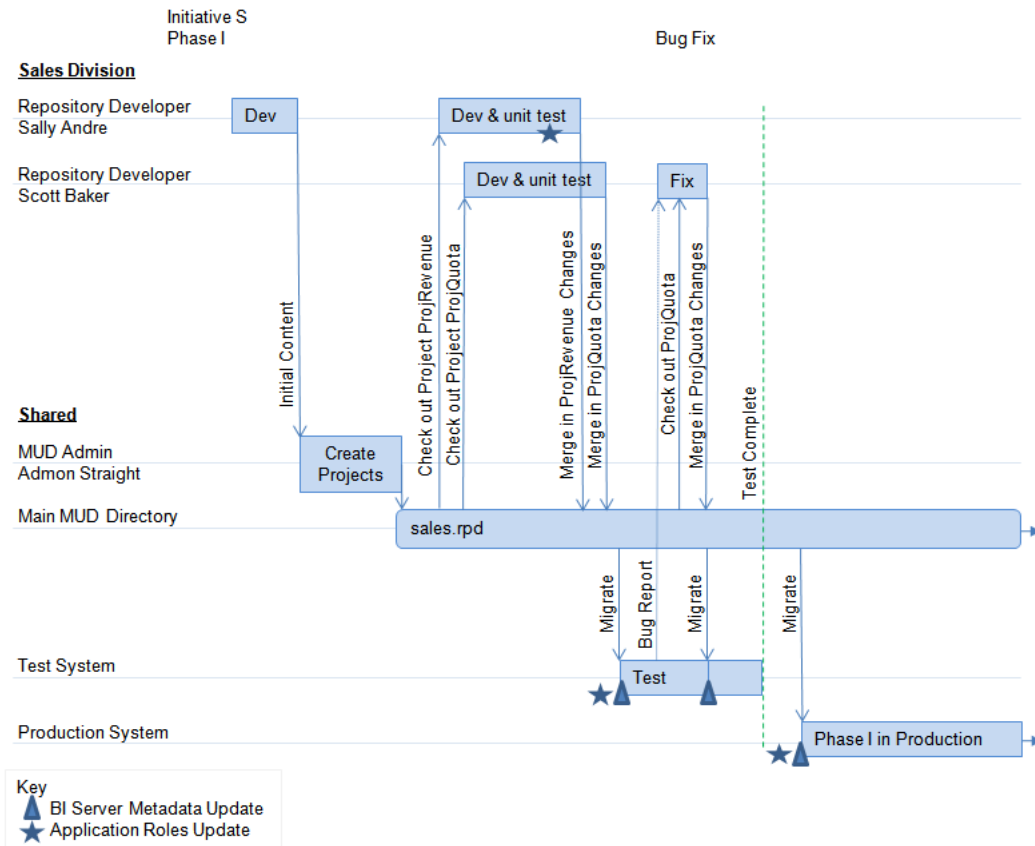 Initiative S
Phase I
Bug Fix
Sales Division
Repository Developer
Sally Andre
Dev
Dev & unit test
Repository Developer
Scott Baker
Dev & unit test
Fix
Initial Content
Check out Project ProjRevenue
Check out Project ProjQuota
Merge in ProjRevenue Changes
Merge in ProjQuota Changes
Check out ProjQuota
Merge in ProjQuota Changes
Test Complete
Shared
MUD Admin
Admon Straight
Create
Projects
Main MUD Directory
sales.rpd
Migrate
Bug Report
Migrate
Migrate
Test System
Test
Production System
Phase I in Production
Key
BI Server Metadata Update
Application Roles Update